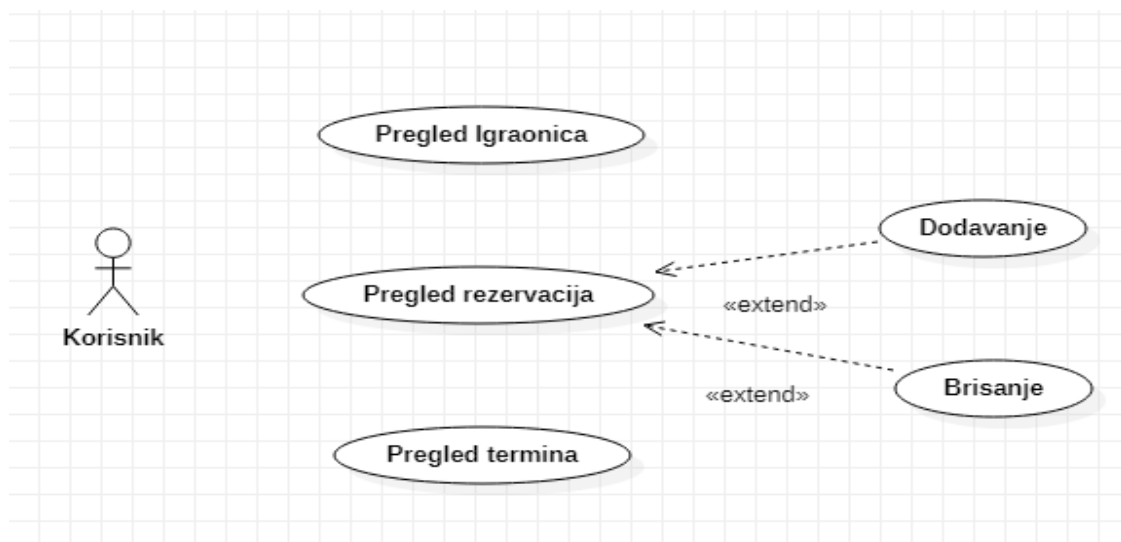 Pregled Igraonica
Dodavanje
Pregled rezervacija
«extend»
Korisnik
Brisanje
«extend»
Pregled termina